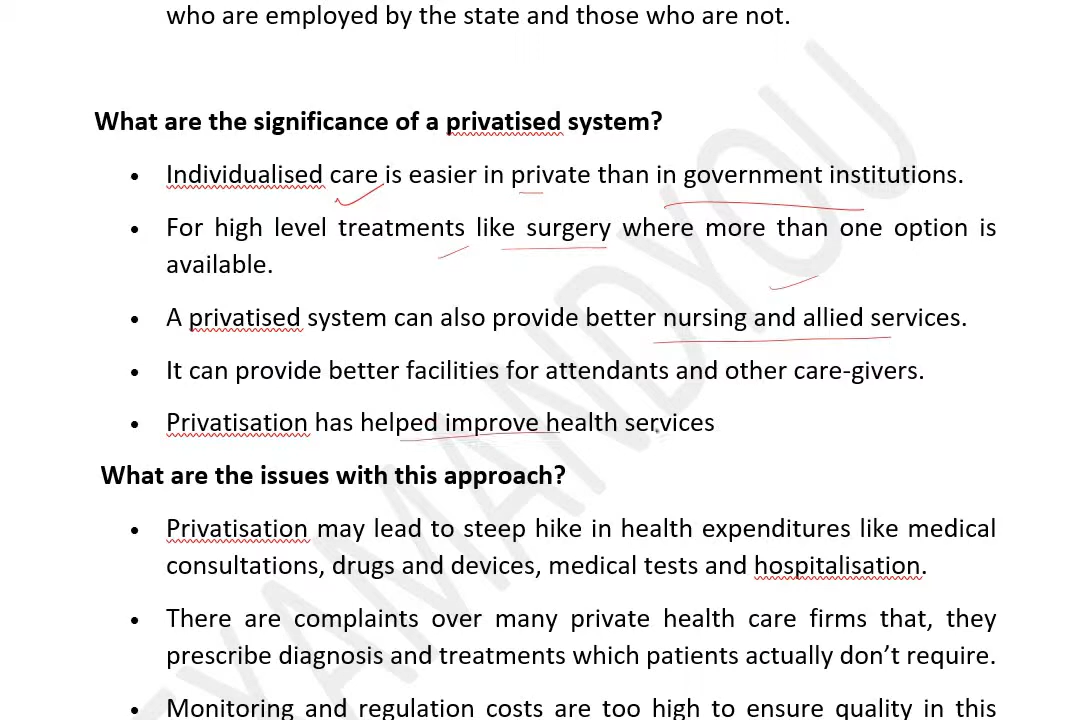 who are employed by the state and those who are not.
What are the significance of a privatised system?
• Individualised care is easier in private than in government institutions.
• For high level treatments like surgery where more than one option is
available.
• A privatised system can also provide better nursing and allied services.
• It can provide better facilities for attendants and other care-givers.
• Privatisation has helped improve health services
What are the issues with this approach?
• Privatisation may lead to steep hike in health expenditures like medical
consultations, drugs and devices, medical tests and hospitalisation.
• There are complaints over many private health care firms that, they
prescribe diagnosis and treatments which patients actually don’t require.
• Monitoring and regulation costs are too high to ensure quality in this
EXAMANDYOU